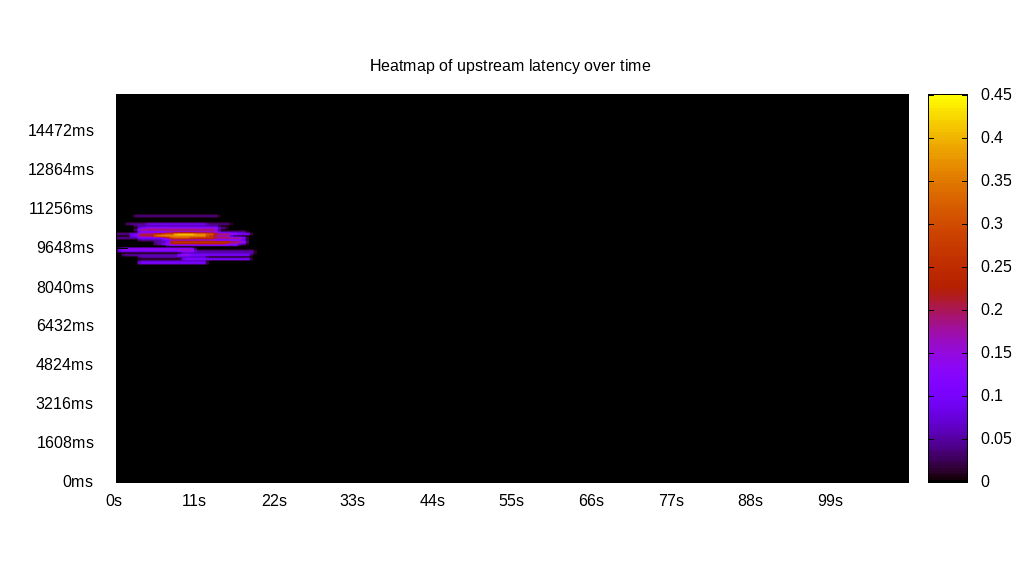 Heatmap of upstream latency over time
14472ms
12864ms
11256ms
9648ms
8040ms
6432ms
4824ms
3216ms
1608ms
0ms
0s 11s 22s 33s 44s 55s 66s 77s 88s 99s
0.45
0.4
0.35
0.3
0.25
0.2
0.15
0.1
0.05
0